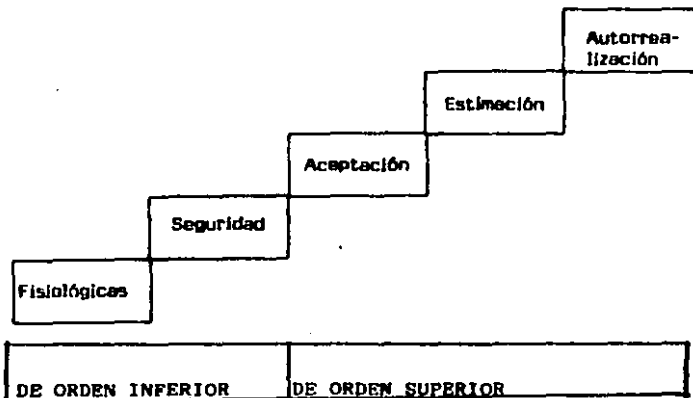 Autorrea-
lización
Estimación
Aceptación
Seguridad
Fisiológicas
DE ORDEN INFERIOR DE ORDEN SUPERIOR